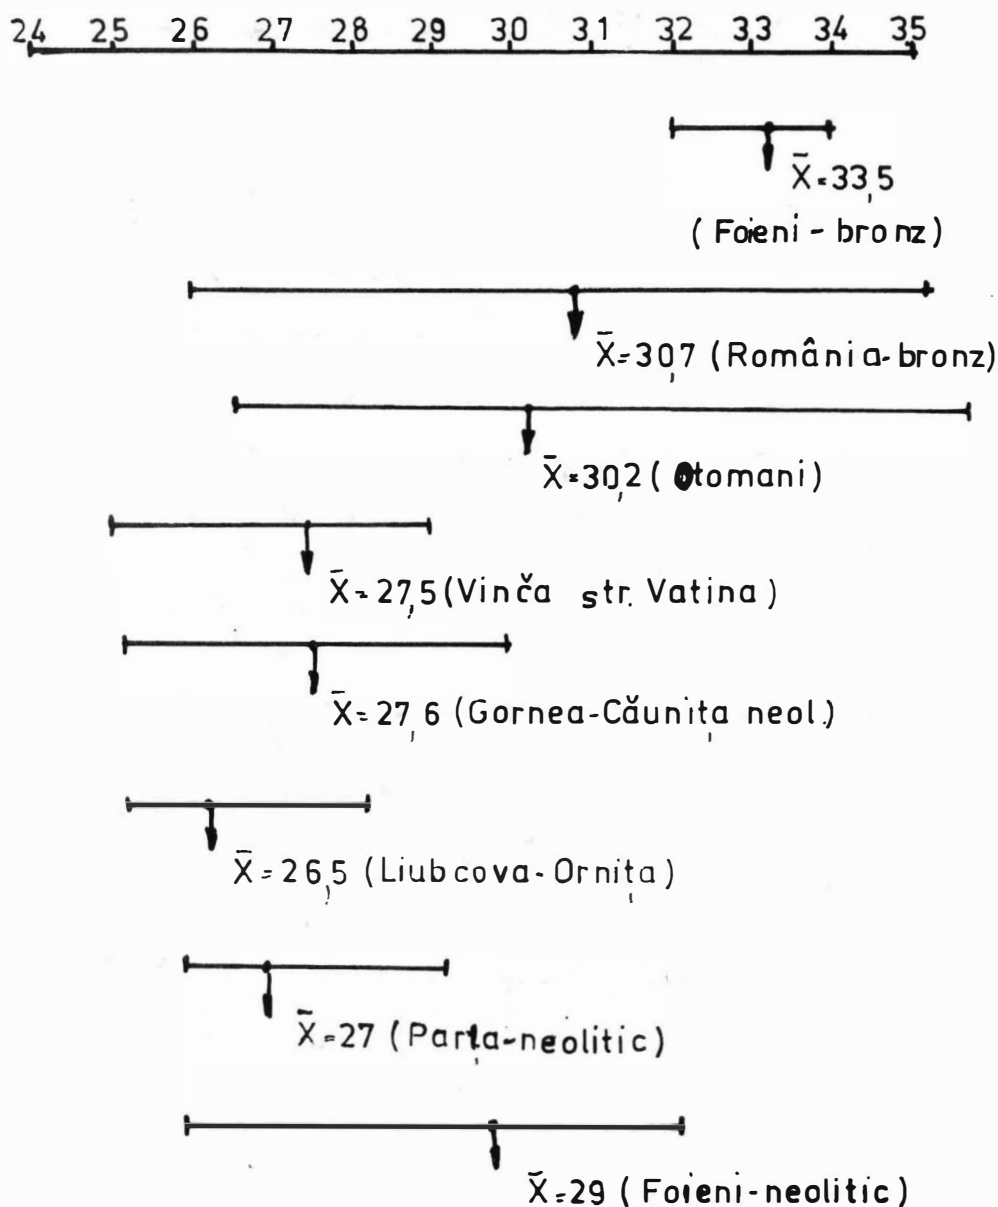 24 25 26 27 28 29 30 31 32 33 34 35
X̄=33,5
(Foieni-bronz)
X̄=30,7 (România-bronz)
X̄=30,2 (Otomani)
X̄=27,5 (Vinča str. Vatina)
X̄=27,6 (Gornea-Căunița neol.)
X̄=26,5 (Liubcova-Ornița)
X̄=27 (Parța-neolitic)
X̄=29 (Foieni-neolitic)